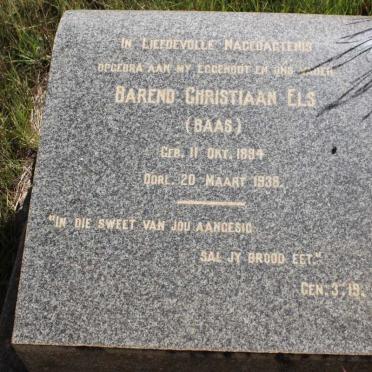 IN LIEFDEVOLLE NAGEDAGTENIS
OPGEDRA AAN MY EGGENOOT EN ONS VADER
BAREND CHRISTIAAN ELS
(BAAS)
GEB. 11 OKT. 1894
OORL. 20 MAART 1938.
"IN DIE SWEET VAN JOU AANGESIG
SAL JY BROOD EET."
GEN. 3:19.